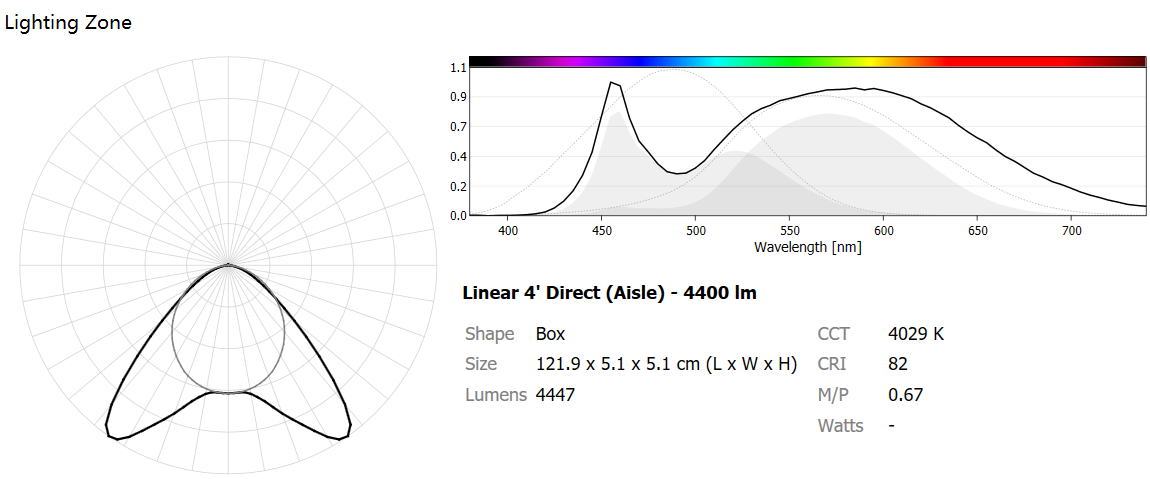 Lighting Zone
1.1
0.9
0.7
0.4
0.2
0.0
400 450 500 550 600 650 700
Wavelength [nm]
Linear 4' Direct (Aisle) - 4400 lm
Shape Box CCT 4029 K
Size 121.9 x 5.1 x 5.1 cm (L x W x H) CRI 82
Lumens 4447 M/P 0.67
Watts -